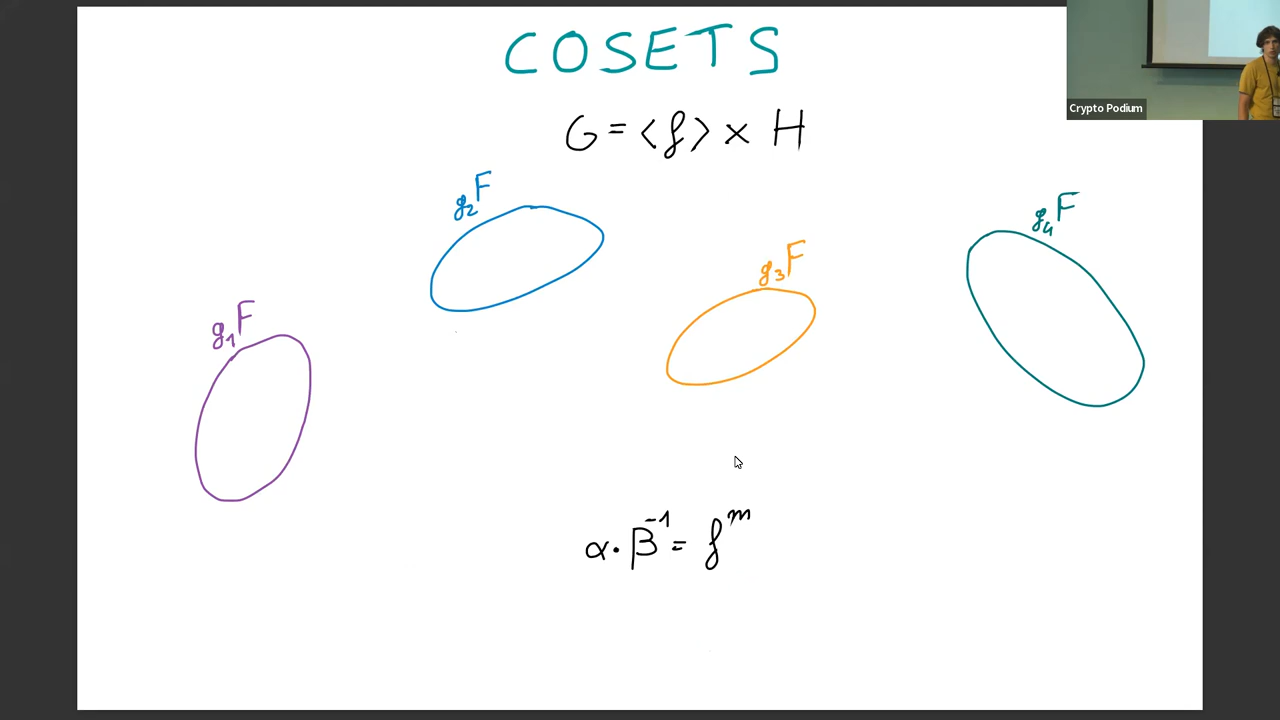 COSETS
Crypto Podium
G = <f> × H
g₂F
g₄F
g₃F
g₁F
α · β⁻¹ = f^m